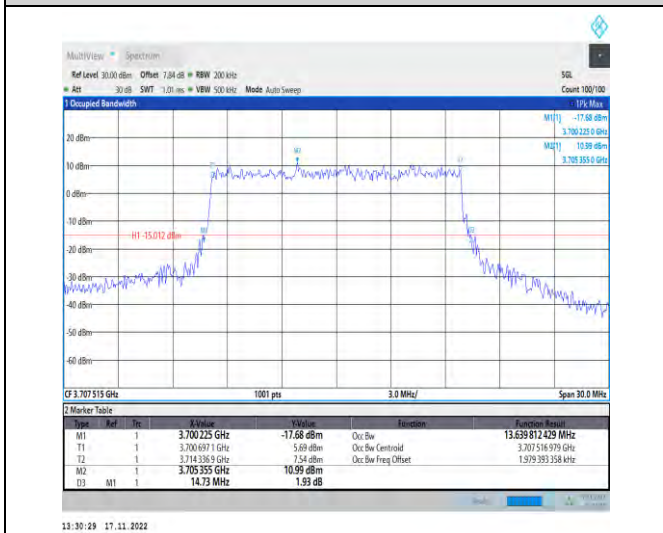 MultiView Spectrum
Ref Level 30.00 dBm Offset 7.84 dB RBW 200 kHz SGL
Att 30 dB SWT 1.01 ms VBW 500 kHz Mode Auto Sweep Count 100/100
1 Occupied Bandwidth 1Pk Max
M1[1] -17.68 dBm
3.700 225 0 GHz
M2[1] 10.99 dBm
3.705 355 0 GHz
20 dBm
M2
10 dBm
T1
0 dBm
-10 dBm
H1 -15.012 dBm
-20 dBm
-30 dBm
-40 dBm
-50 dBm
-60 dBm
CF 3.707 515 GHz 1001 pts 3.0 MHz/ Span 30.0 MHz
2 Marker Table
Type Ref Trc X-Value Y-Value Function Function Result
M1 1 3.700 225 GHz -17.68 dBm Occ Bw 13.639 812 429 MHz
T1 1 3.700 697 1 GHz 5.69 dBm Occ Bw Centroid 3.707 516 979 GHz
T2 1 3.714 336 9 GHz 7.54 dBm Occ Bw Freq Offset 1.979 393 358 kHz
M2 1 3.705 355 GHz 10.99 dBm
D3 M1 1 14.73 MHz 1.93 dB
13:30:29 17.11.2022